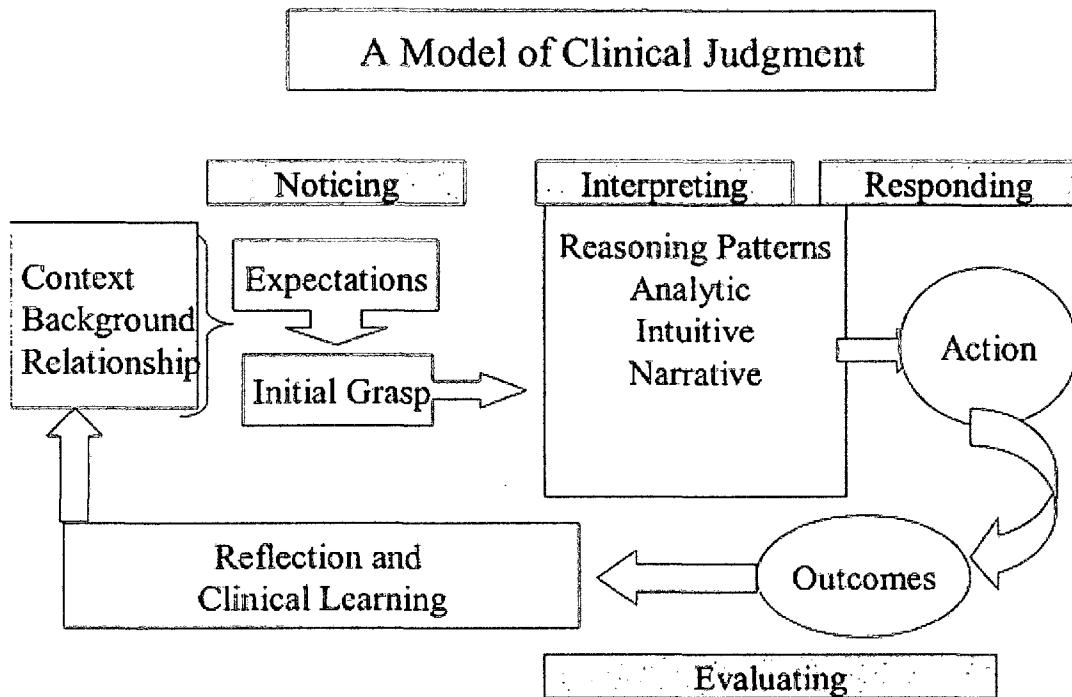 A Model of Clinical Judgment
Noticing
Interpreting
Responding
Context
Background
Relationship
Expectations
Initial Grasp
Reasoning Patterns
Analytic
Intuitive
Narrative
Action
Reflection and
Clinical Learning
Outcomes
Evaluating